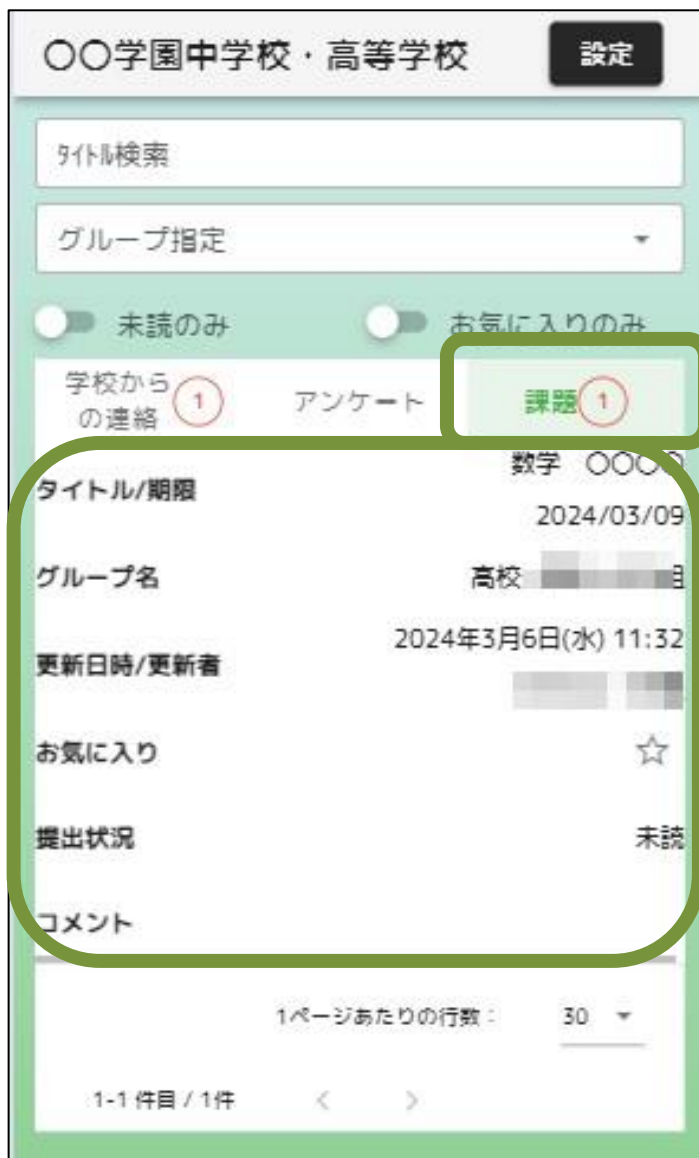 〇〇学園中学校・高等学校 設定
ﾀｲﾄﾙ検索
グループ指定
未読のみ お気に入りのみ
学校から
の連絡 1 アンケート 課題 1
タイトル/期限 数学 〇〇〇〇
2024/03/09
グループ名 高校 組
更新日時/更新者 2024年3月6日(水) 11:32
お気に入り ☆
提出状況 未読
コメント
1ページあたりの行数： 30
1-1 件目 / 1件 < >